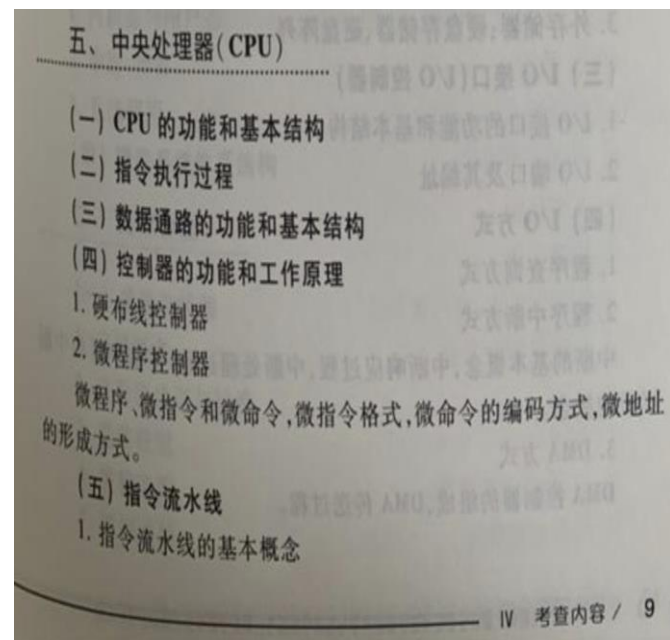 五、中央处理器(CPU)
(一) CPU 的功能和基本结构
(二) 指令执行过程
(三) 数据通路的功能和基本结构
(四) 控制器的功能和工作原理
1. 硬布线控制器
2. 微程序控制器
微程序、微指令和微命令,微指令格式,微命令的编码方式,微地址
的形成方式。
(五) 指令流水线
1. 指令流水线的基本概念
IV 考查内容 / 9